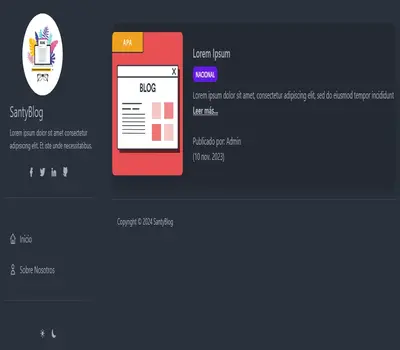 SantyBlog
Lorem ipsum dolor sit amet consectetur
adipisicing elit. Et iste unde necessitatibus.
Inicio
Sobre Nosotros
APA
BLOG
Lorem Ipsum
NACIONAL
Lorem ipsum dolor sit amet, consectetur adipiscing elit, sed do eiusmod tempor incididunt
Leer más...
Publicado por: Admin
(10 nov. 2023)
Copyright © 2024 SantyBlog